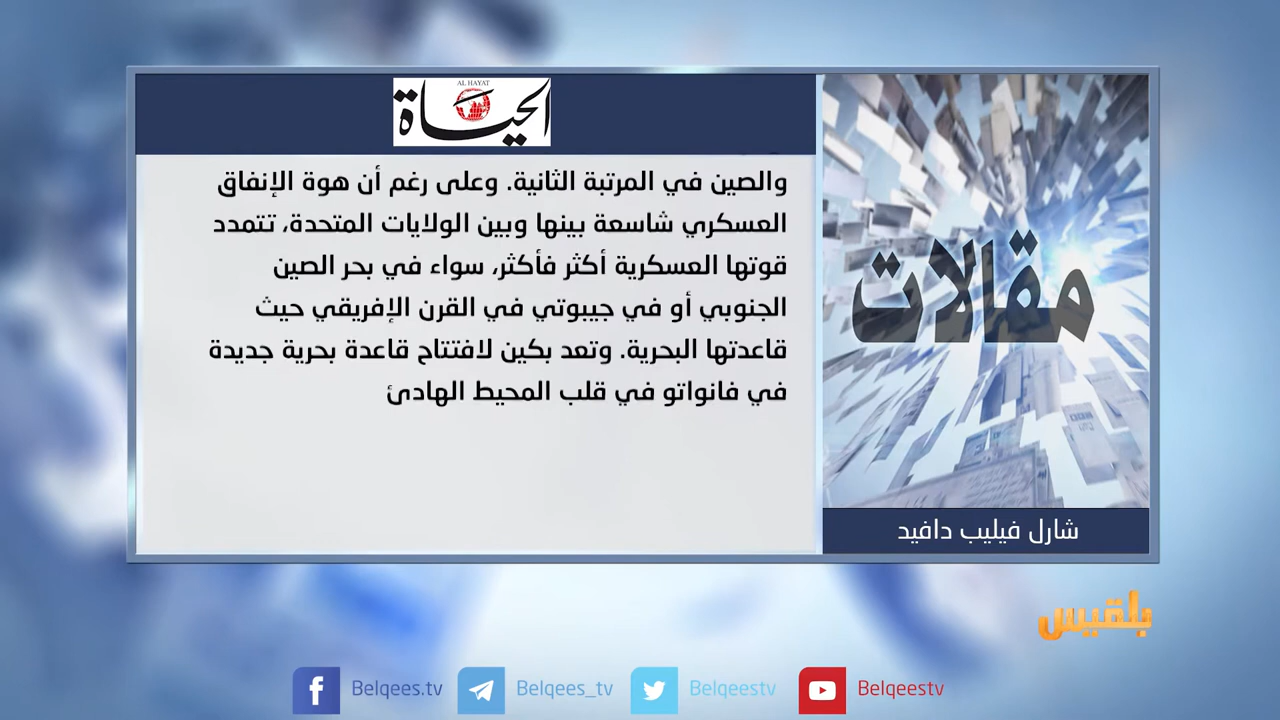 AL HAYAT
الحياة
والصين في المرتبة الثانية. وعلى رغم أن هوة الإنفاق
العسكري شاسعة بينها وبين الولايات المتحدة، تتمدد
قوتها العسكرية أكثر فأكثر، سواء في بحر الصين
الجنوبي أو في جيبوتي في القرن الإفريقي حيث
قاعدتها البحرية. وتعد بكين لافتتاح قاعدة بحرية جديدة
في فانواتو في قلب المحيط الهادئ
مقالات
شارل فيليب دافيد
بلقيس
Belqees.tv
Belqees_tv
Belqeestv
Belqeestv